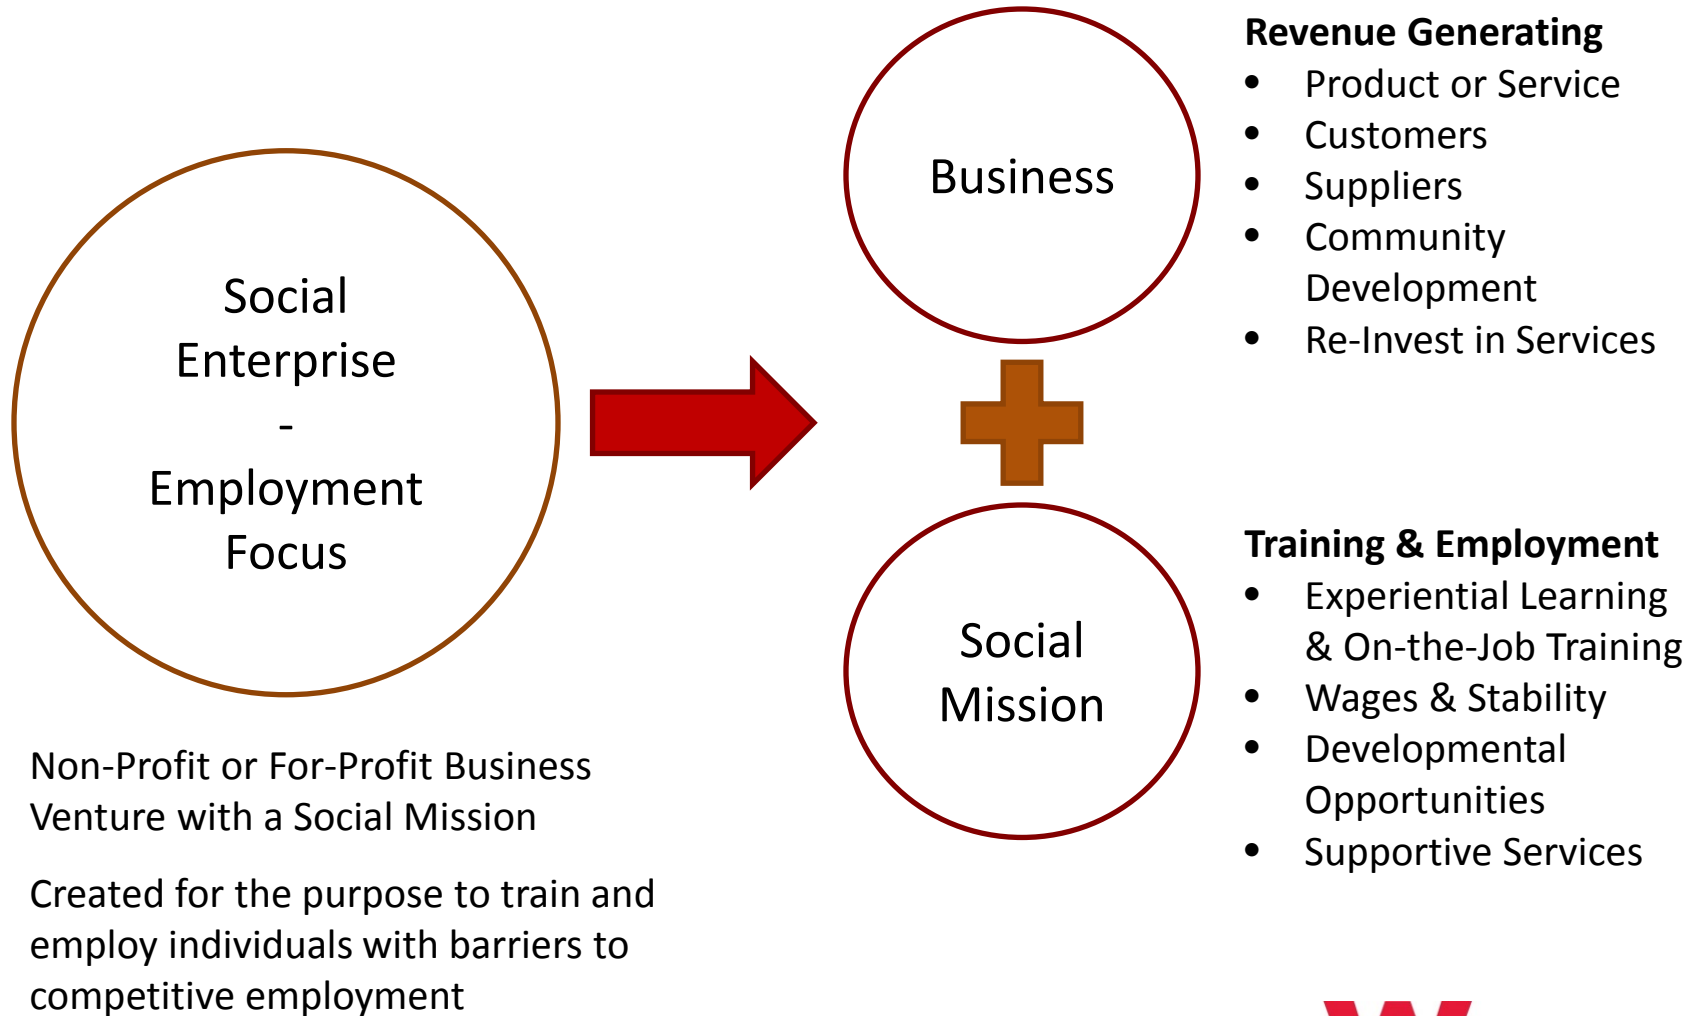 Social
Enterprise
-
Employment
Focus
Non-Profit or For-Profit Business
Venture with a Social Mission
Created for the purpose to train and
employ individuals with barriers to
competitive employment
Business
Revenue Generating
• Product or Service
• Customers
• Suppliers
• Community
Development
• Re-Invest in Services
Social
Mission
Training & Employment
• Experiential Learning
& On-the-Job Training
• Wages & Stability
• Developmental
Opportunities
• Supportive Services